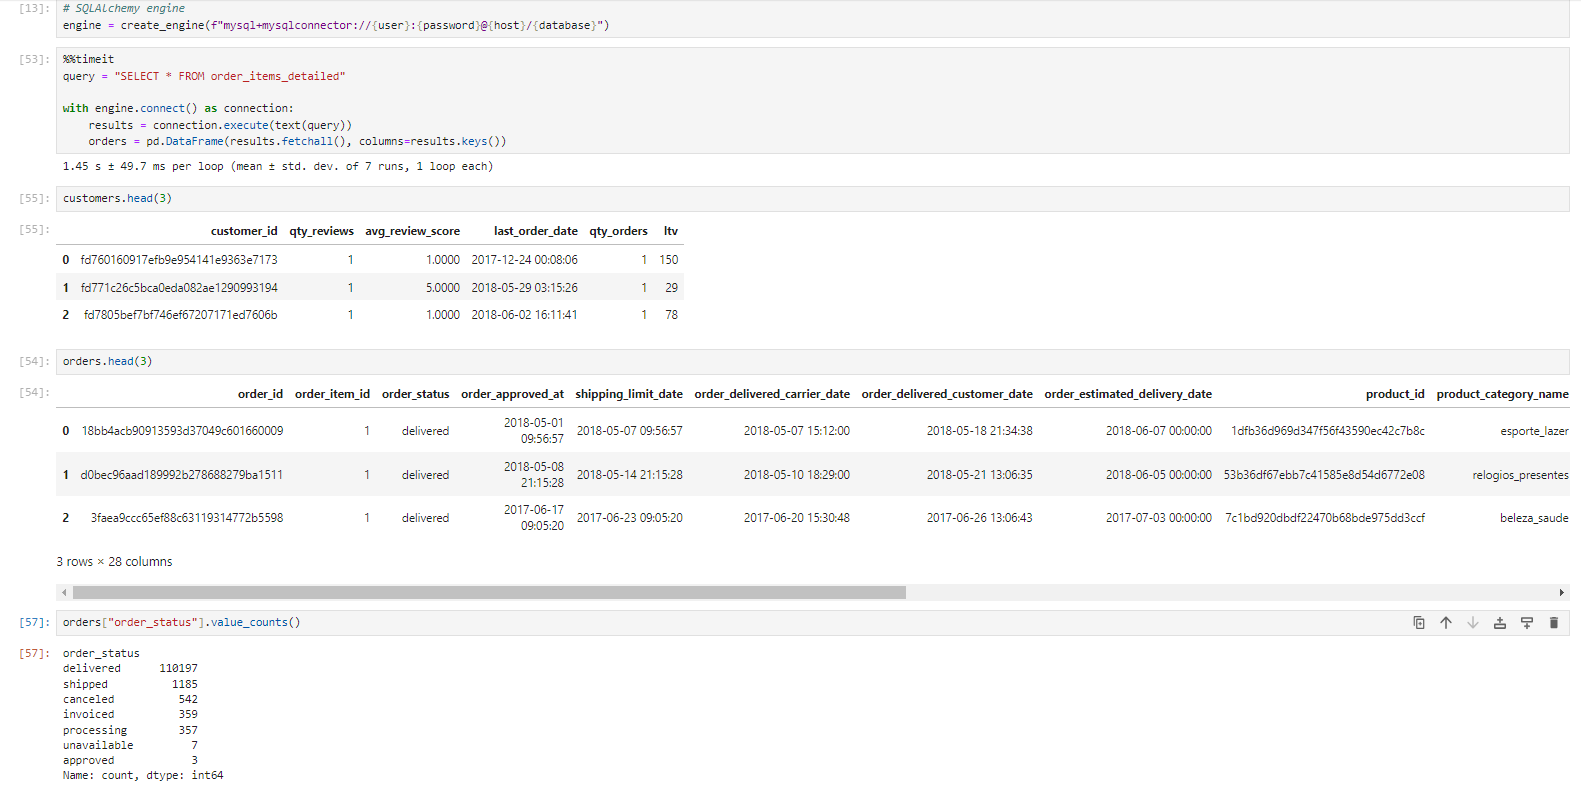 [13]: # SQLAlchemy engine
engine = create_engine(f"mysql+mysqlconnector://{user}:{password}@{host}/{database}")
[53]: %%timeit
query = "SELECT * FROM order_items_detailed"
with engine.connect() as connection:
    results = connection.execute(text(query))
    orders = pd.DataFrame(results.fetchall(), columns=results.keys())
1.45 s ± 49.7 ms per loop (mean ± std. dev. of 7 runs, 1 loop each)
[55]: customers.head(3)
[55]: customer_id qty_reviews avg_review_score last_order_date qty_orders ltv
0 fd760160917efb9e954141e9363e7173 1 1.0000 2017-12-24 00:08:06 1 150
1 fd771c26c5bca0eda082ae1290993194 1 5.0000 2018-05-29 03:15:26 1 29
2 fd7805bef7bf746ef67207171ed7606b 1 1.0000 2018-06-02 16:11:41 1 78
[54]: orders.head(3)
[54]: order_id order_item_id order_status order_approved_at shipping_limit_date order_delivered_carrier_date order_delivered_customer_date order_estimated_delivery_date product_id product_category_name
0 18bb4acb90913593d37049c601660009 1 delivered 2018-05-01 09:56:57 2018-05-07 09:56:57 2018-05-07 15:12:00 2018-05-18 21:34:38 2018-06-07 00:00:00 1dfb36d969d347f56f43590ec42c7b8c esporte_lazer
1 d0bec96aad189992b278688279ba1511 1 delivered 2018-05-08 21:15:28 2018-05-14 21:15:28 2018-05-10 18:29:00 2018-05-21 13:06:35 2018-06-05 00:00:00 53b36df67ebb7c41585e8d54d6772e08 relogios_presentes
2 3faea9ccc65ef88c63119314772b5598 1 delivered 2017-06-17 09:05:20 2017-06-23 09:05:20 2017-06-20 15:30:48 2017-06-26 13:06:43 2017-07-03 00:00:00 7c1bd920dbdf22470b68bde975dd3ccf beleza_saude
3 rows × 28 columns
[57]: orders["order_status"].value_counts()
[57]: order_status
delivered 110197
shipped 1185
canceled 542
invoiced 359
processing 357
unavailable 7
approved 3
Name: count, dtype: int64